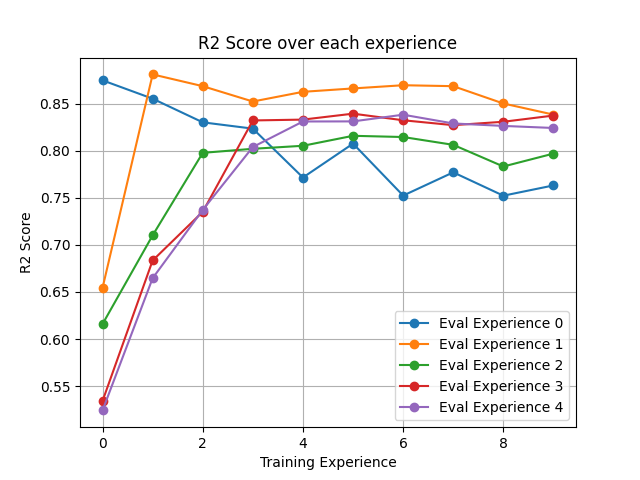 R2 Score over each experience
R2 Score
0.85
0.80
0.75
0.70
0.65
0.60
0.55
0
2
4
6
8
Training Experience
Eval Experience 0
Eval Experience 1
Eval Experience 2
Eval Experience 3
Eval Experience 4